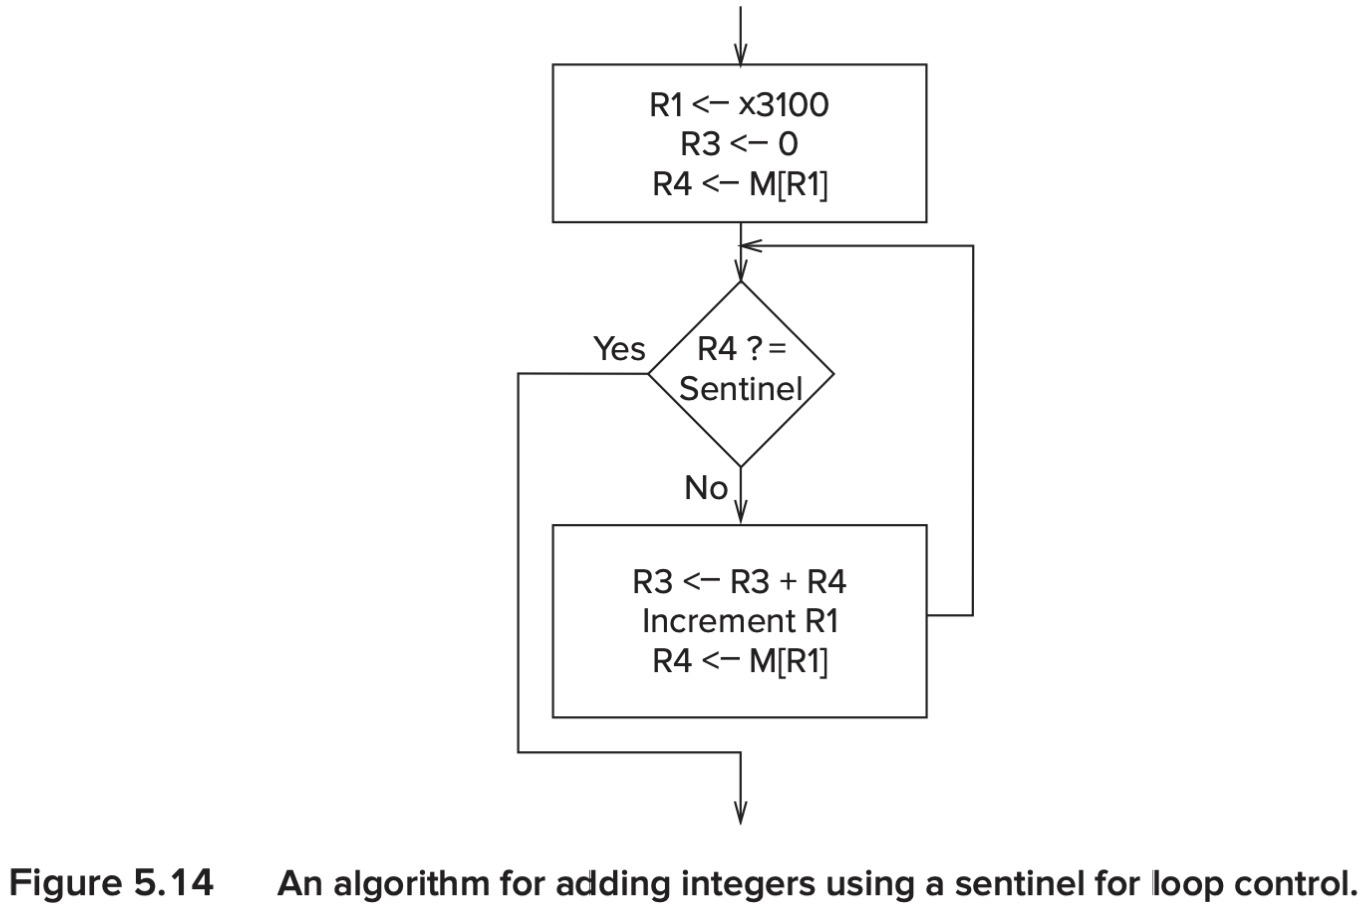 R1 <– x3100
R3 <– 0
R4 <– M[R1]
Yes
R4 ?=
Sentinel
No
R3 <– R3 + R4
Increment R1
R4 <– M[R1]
Figure 5.14 An algorithm for adding integers using a sentinel for loop control.